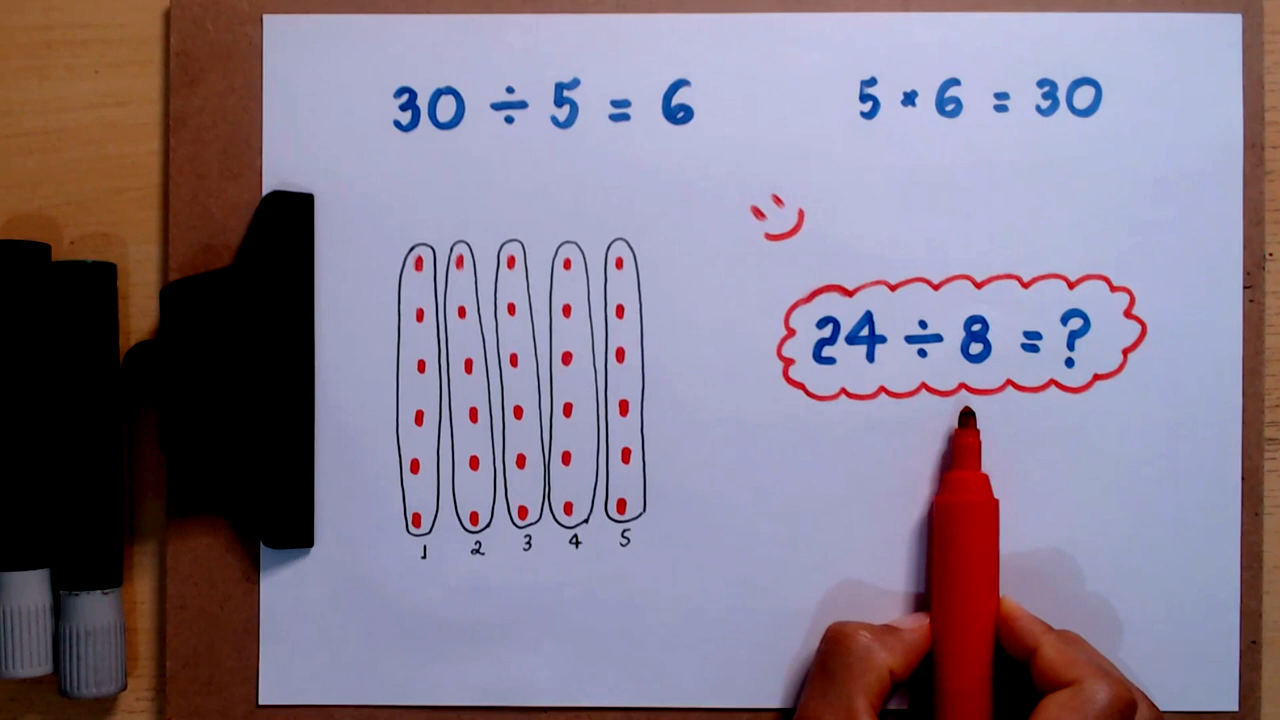 30 ÷ 5 = 6
5 × 6 = 30
24 ÷ 8 = ?
1 2 3 4 5